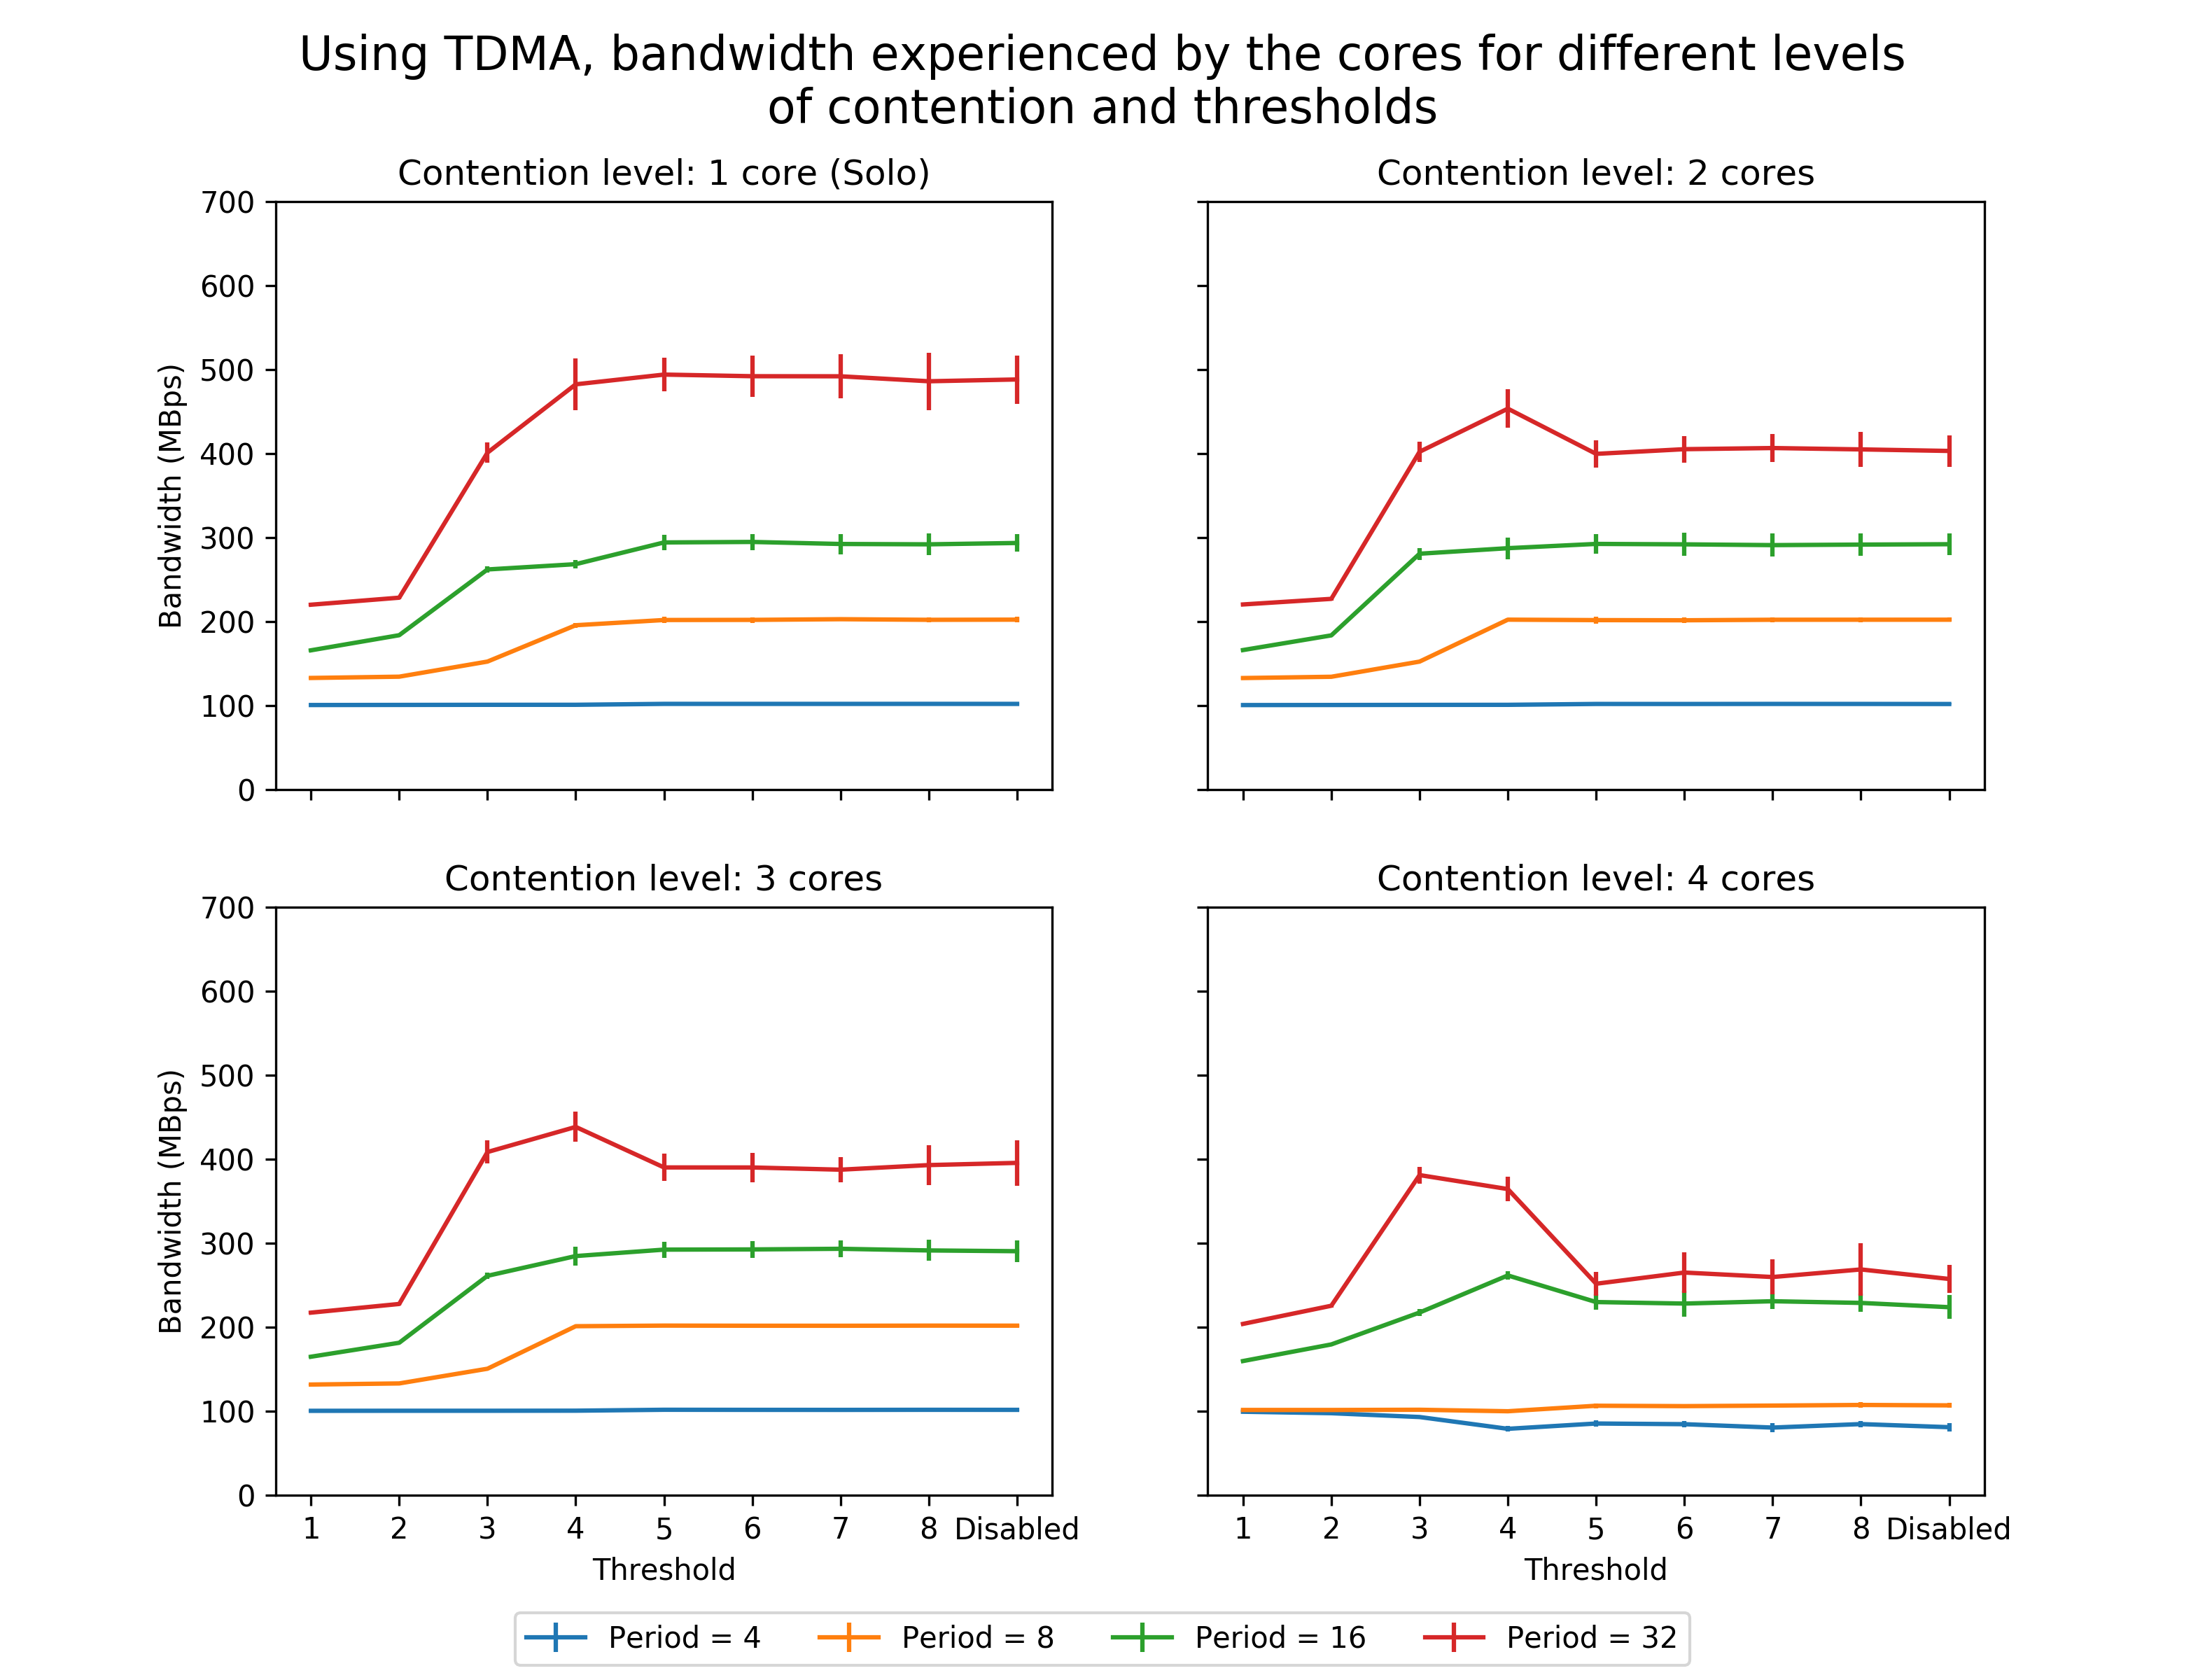 Using TDMA, bandwidth experienced by the cores for different levels
of contention and thresholds
Contention level: 1 core (Solo)
700
600
500
400
300
200
100
0
Bandwidth (MBps)
Contention level: 2 cores
Contention level: 3 cores
700
600
500
400
300
200
100
0
Bandwidth (MBps)
1 2 3 4 5 6 7 8 Disabled
Threshold
Contention level: 4 cores
1 2 3 4 5 6 7 8 Disabled
Threshold
Period = 4 Period = 8 Period = 16 Period = 32